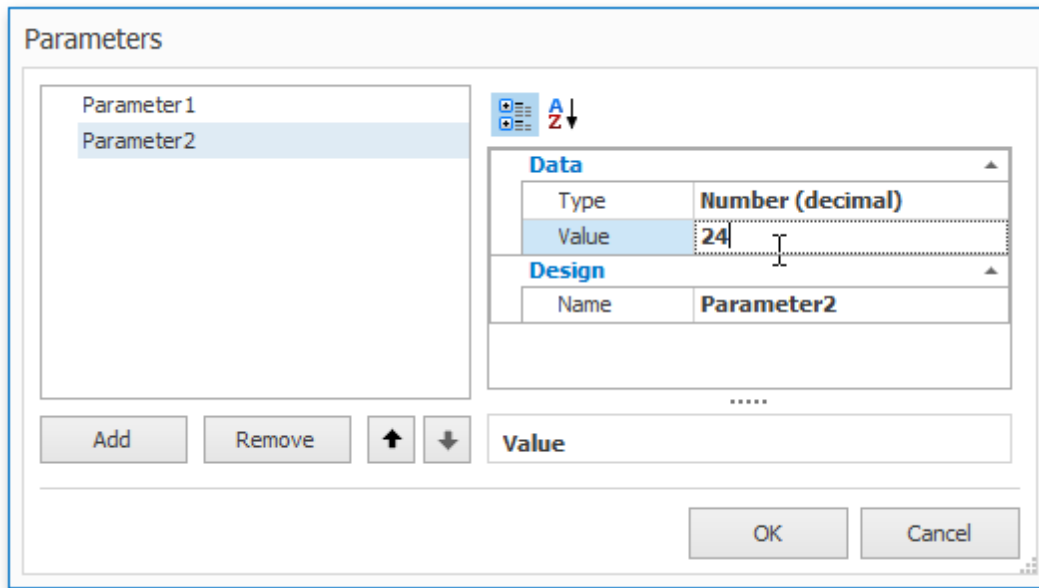 Parameters
Parameter1
Parameter2
A
Z
Data
Type Number (decimal)
Value 24
Design
Name Parameter2
Add Remove
Value
OK Cancel